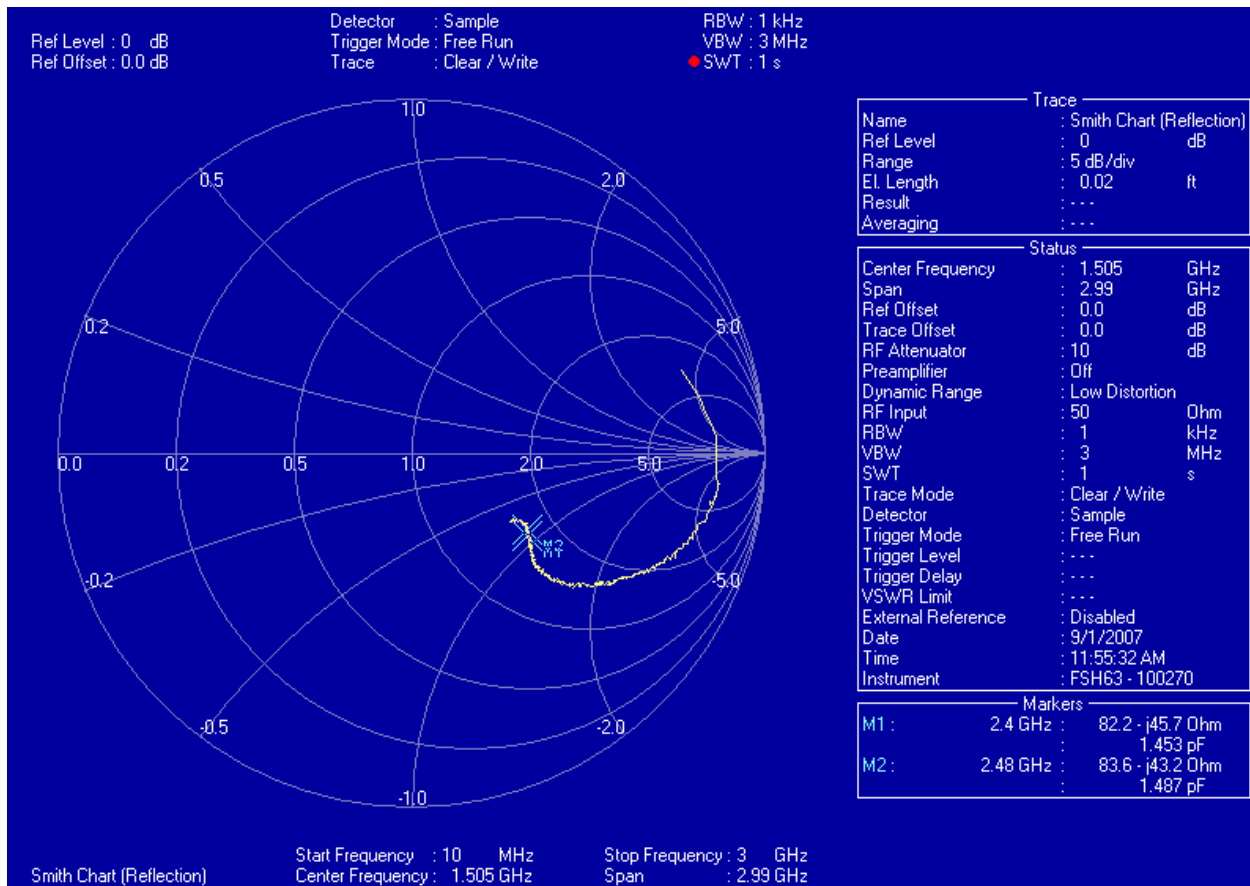 Detector : Sample RBW : 1 kHz
Ref Level : 0 dB Trigger Mode : Free Run VBW : 3 MHz
Ref Offset : 0.0 dB Trace : Clear / Write SWT : 1 s
Trace
Name : Smith Chart (Reflection)
Ref Level : 0 dB
Range : 5 dB/div
El. Length : 0.02 ft
Result : - - -
Averaging : - - -
Status
Center Frequency : 1.505 GHz
Span : 2.99 GHz
Ref Offset : 0.0 dB
Trace Offset : 0.0 dB
RF Attenuator : 10 dB
Preamplifier : Off
Dynamic Range : Low Distortion
RF Input : 50 Ohm
RBW : 1 kHz
VBW : 3 MHz
SWT : 1 s
Trace Mode : Clear / Write
Detector : Sample
Trigger Mode : Free Run
Trigger Level : - - -
Trigger Delay : - - -
VSWR Limit : - - -
External Reference : Disabled
Date : 9/1/2007
Time : 11:55:32 AM
Instrument : FSH63 - 100270
Markers
M1 : 2.4 GHz : 82.2 - j45.7 Ohm
: 1.453 pF
M2 : 2.48 GHz : 83.6 - j43.2 Ohm
: 1.487 pF
1.0
0.5 2.0
0.2 5.0
0.0 0.2 0.5 1.0 2.0 5.0
M2
M1
-0.2 -5.0
-0.5 -2.0
-1.0
Start Frequency : 10 MHz Stop Frequency : 3 GHz
Smith Chart (Reflection) Center Frequency : 1.505 GHz Span : 2.99 GHz